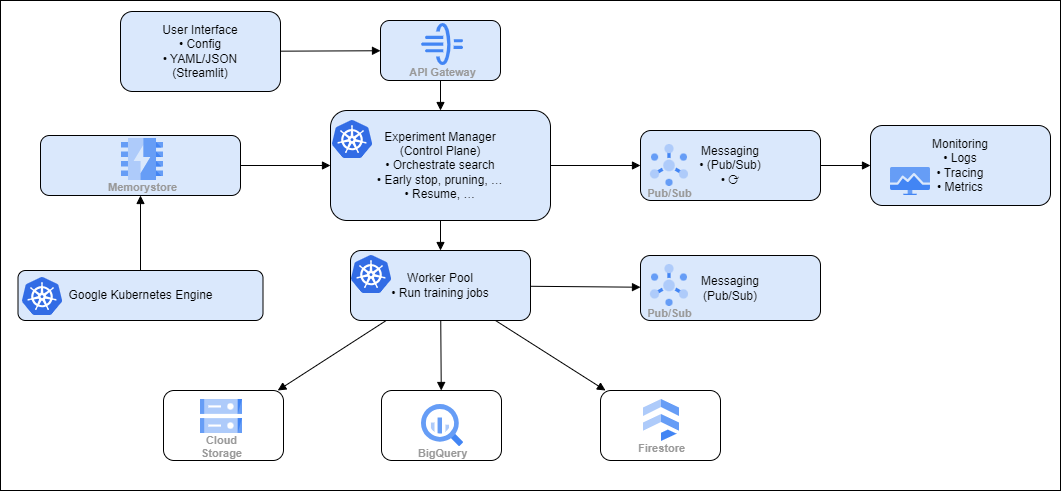 User Interface
• Config
• YAML/JSON
(Streamlit)
API Gateway
Memorystore
Experiment Manager
(Control Plane)
• Orchestrate search
• Early stop, pruning, …
• Resume, …
Messaging
• (Pub/Sub)
• ⟳
Pub/Sub
Monitoring
• Logs
• Tracing
• Metrics
Google Kubernetes Engine
Worker Pool
• Run training jobs
Messaging
(Pub/Sub)
Pub/Sub
Cloud
Storage
BigQuery
Firestore